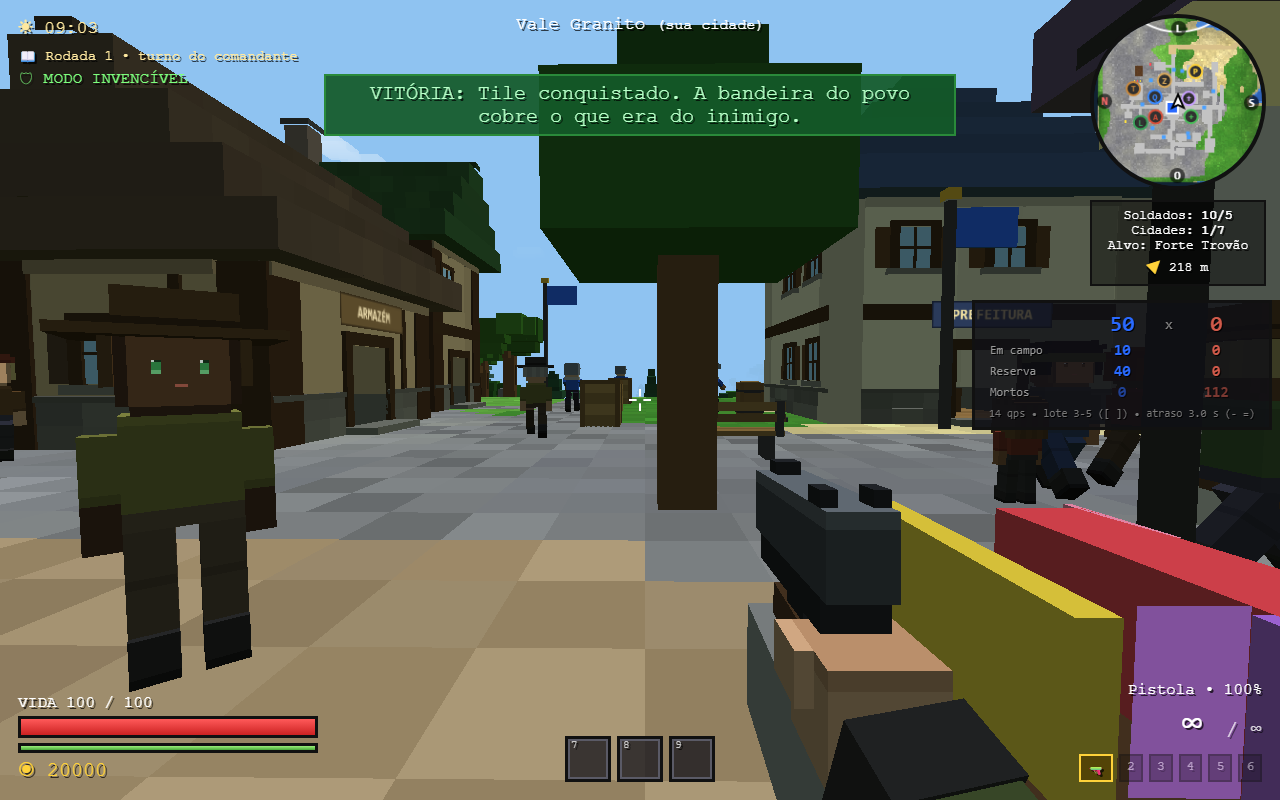 09:03
Rodada 1 • turno do comandante
MODO INVENCÍVEL
Vale Granito (sua cidade)
VITÓRIA: Tile conquistado. A bandeira do povo
cobre o que era do inimigo.
L
N
S
O
P
Z
T
A
L
Soldados: 10/5
Cidades: 1/7
Alvo: Forte Trovão
218 m
ARMAZÉM
PREFEITURA
50 x 0
Em campo 10 0
Reserva 40 0
Mortos 0 112
14 qps • lote 3-5 ([ ]) • atraso 3.0 s (- =)
VIDA 100 / 100
20000
7 8 9
Pistola • 100%
∞ / ∞
2 3 4 5 6